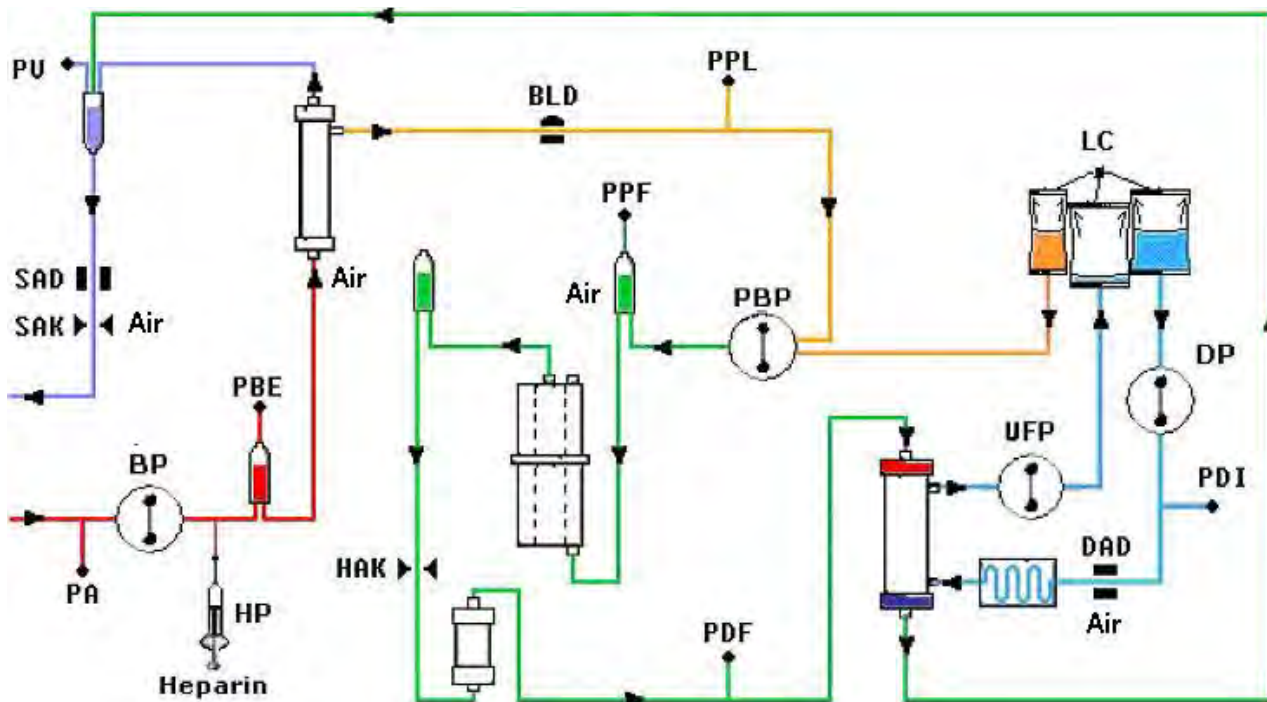 PV
PPL
BLD
LC
PPF
SAD
Air
Air
PBP
SAK
Air
DP
PBE
BP
UFP
PDI
HAK
DAD
PA
HP
PDF
Air
Heparin